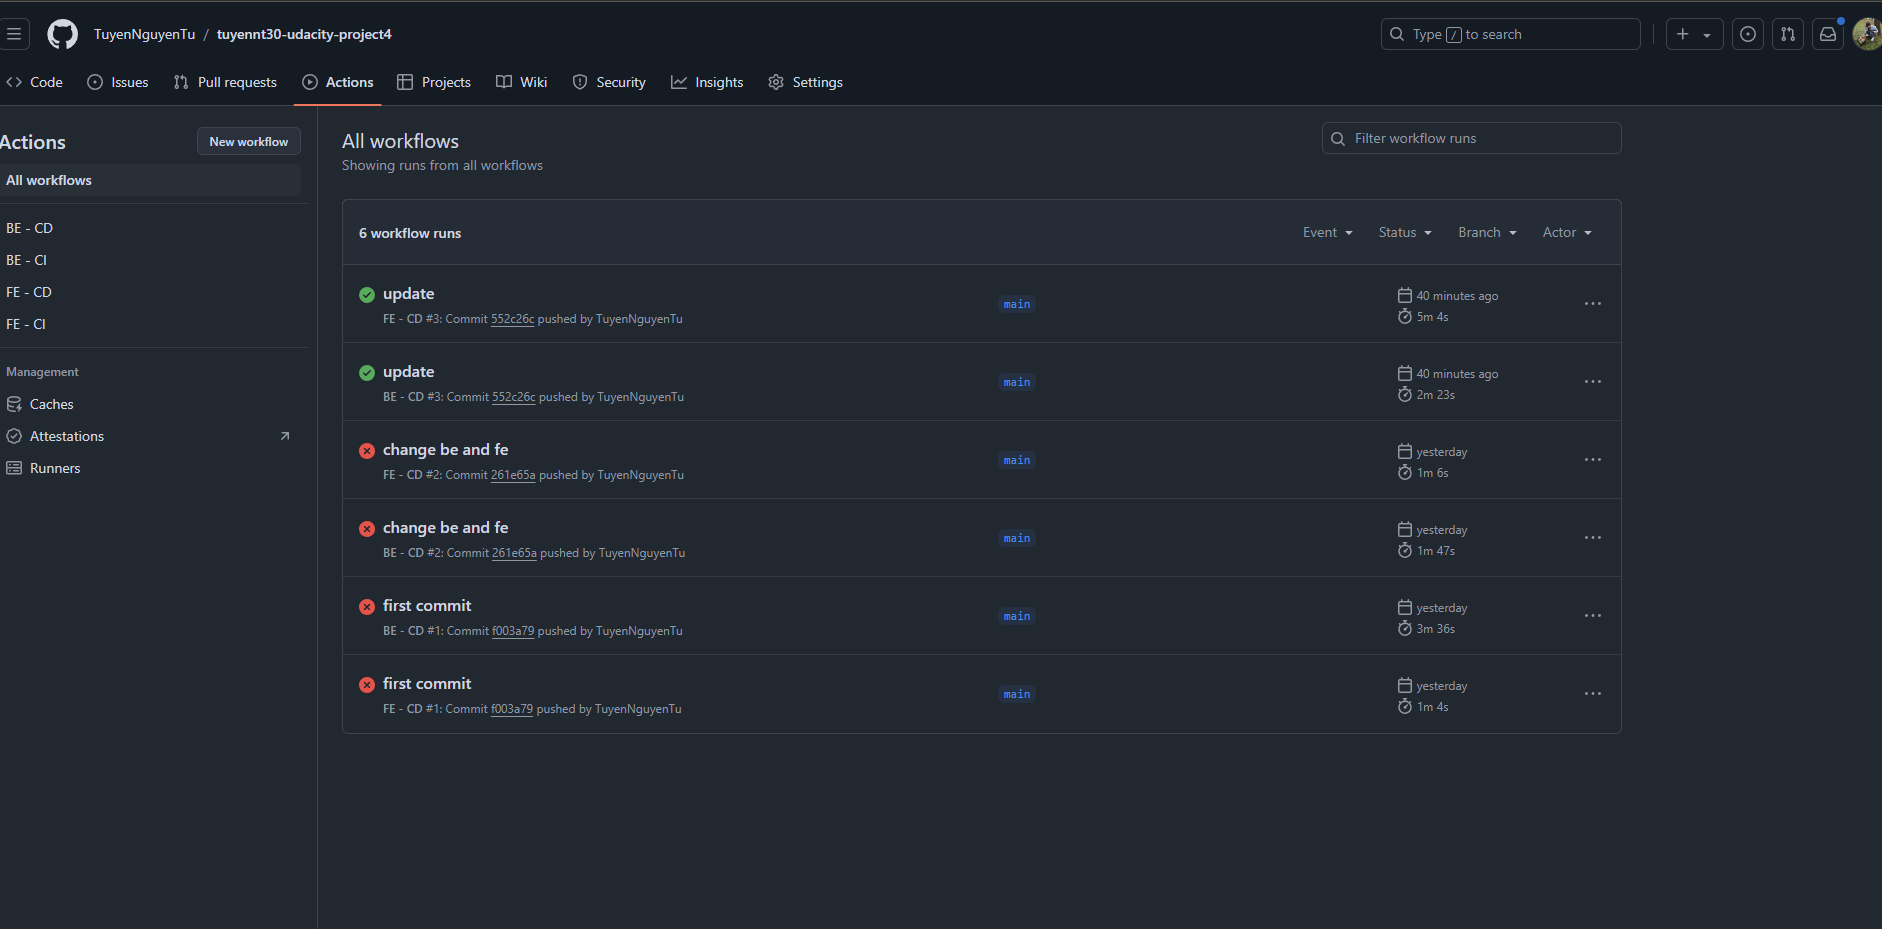 TuyenNguyenTu / tuyennt30-udacity-project4
Type / to search
Code
Issues
Pull requests
Actions
Projects
Wiki
Security
Insights
Settings
Actions
New workflow
All workflows
BE - CD
BE - CI
FE - CD
FE - CI
Management
Caches
Attestations
Runners
All workflows
Showing runs from all workflows
Filter workflow runs
6 workflow runs
Event
Status
Branch
Actor
update
FE - CD #3: Commit 552c26c pushed by TuyenNguyenTu
main
40 minutes ago
5m 4s
update
BE - CD #3: Commit 552c26c pushed by TuyenNguyenTu
main
40 minutes ago
2m 23s
change be and fe
FE - CD #2: Commit 261e65a pushed by TuyenNguyenTu
main
yesterday
1m 6s
change be and fe
BE - CD #2: Commit 261e65a pushed by TuyenNguyenTu
main
yesterday
1m 47s
first commit
BE - CD #1: Commit f003a79 pushed by TuyenNguyenTu
main
yesterday
3m 36s
first commit
FE - CD #1: Commit f003a79 pushed by TuyenNguyenTu
main
yesterday
1m 4s